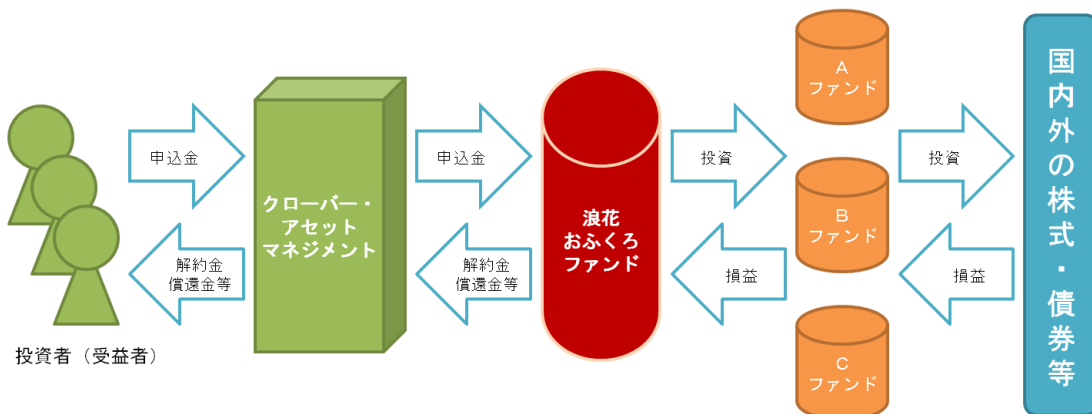 申込金
解約金
償還金等
投資者（受益者）
クローバー・
アセット
マネジメント
申込金
解約金
償還金等
浪花
おふくろ
ファンド
投資
損益
A
ファンド
B
ファンド
C
ファンド
投資
損益
国内外の株式・債券等